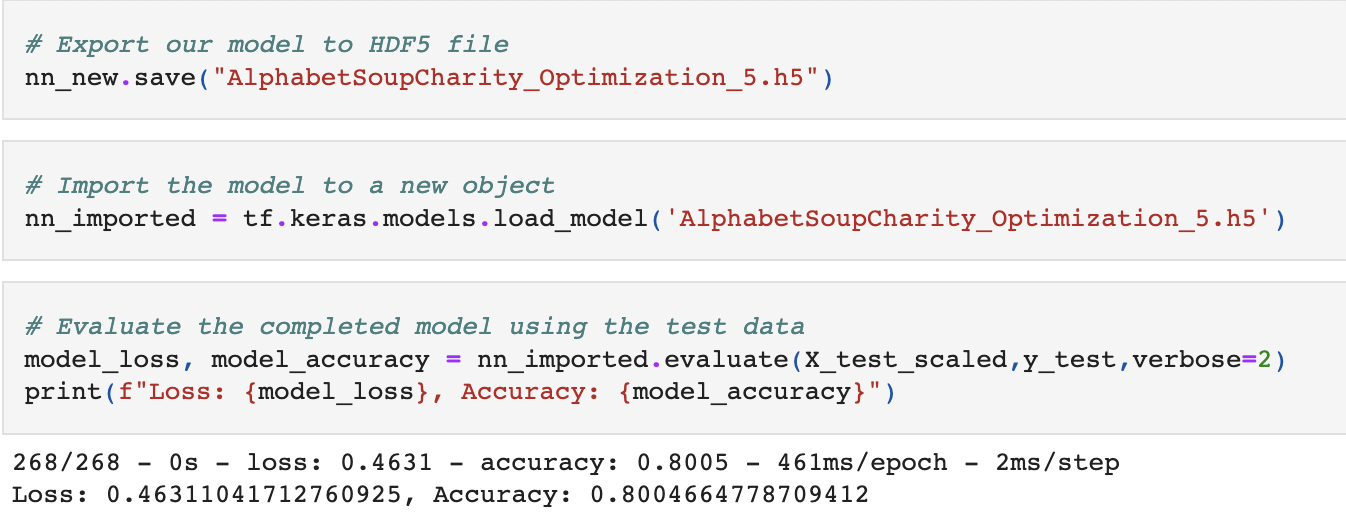 # Export our model to HDF5 file
nn_new.save("AlphabetSoupCharity_Optimization_5.h5")
# Import the model to a new object
nn_imported = tf.keras.models.load_model('AlphabetSoupCharity_Optimization_5.h5')
# Evaluate the completed model using the test data
model_loss, model_accuracy = nn_imported.evaluate(X_test_scaled,y_test,verbose=2)
print(f"Loss: {model_loss}, Accuracy: {model_accuracy}")
268/268 - 0s - loss: 0.4631 - accuracy: 0.8005 - 461ms/epoch - 2ms/step
Loss: 0.46311041712760925, Accuracy: 0.8004664778709412